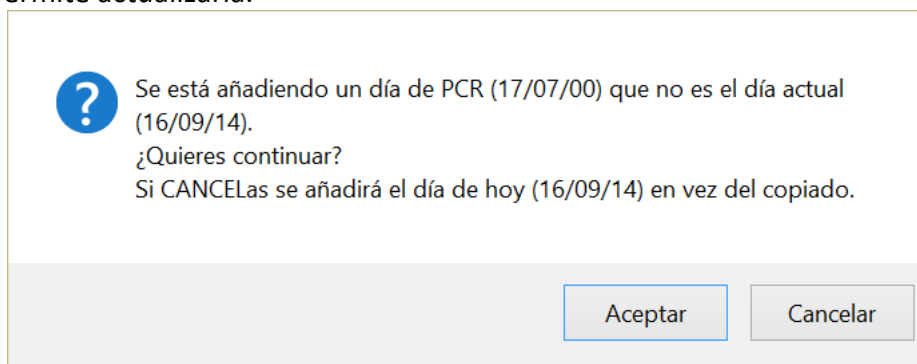 ermite actualizarla.
Se está añadiendo un día de PCR (17/07/00) que no es el día actual
(16/09/14).
¿Quieres continuar?
Si CANCELas se añadirá el día de hoy (16/09/14) en vez del copiado.
Aceptar
Cancelar